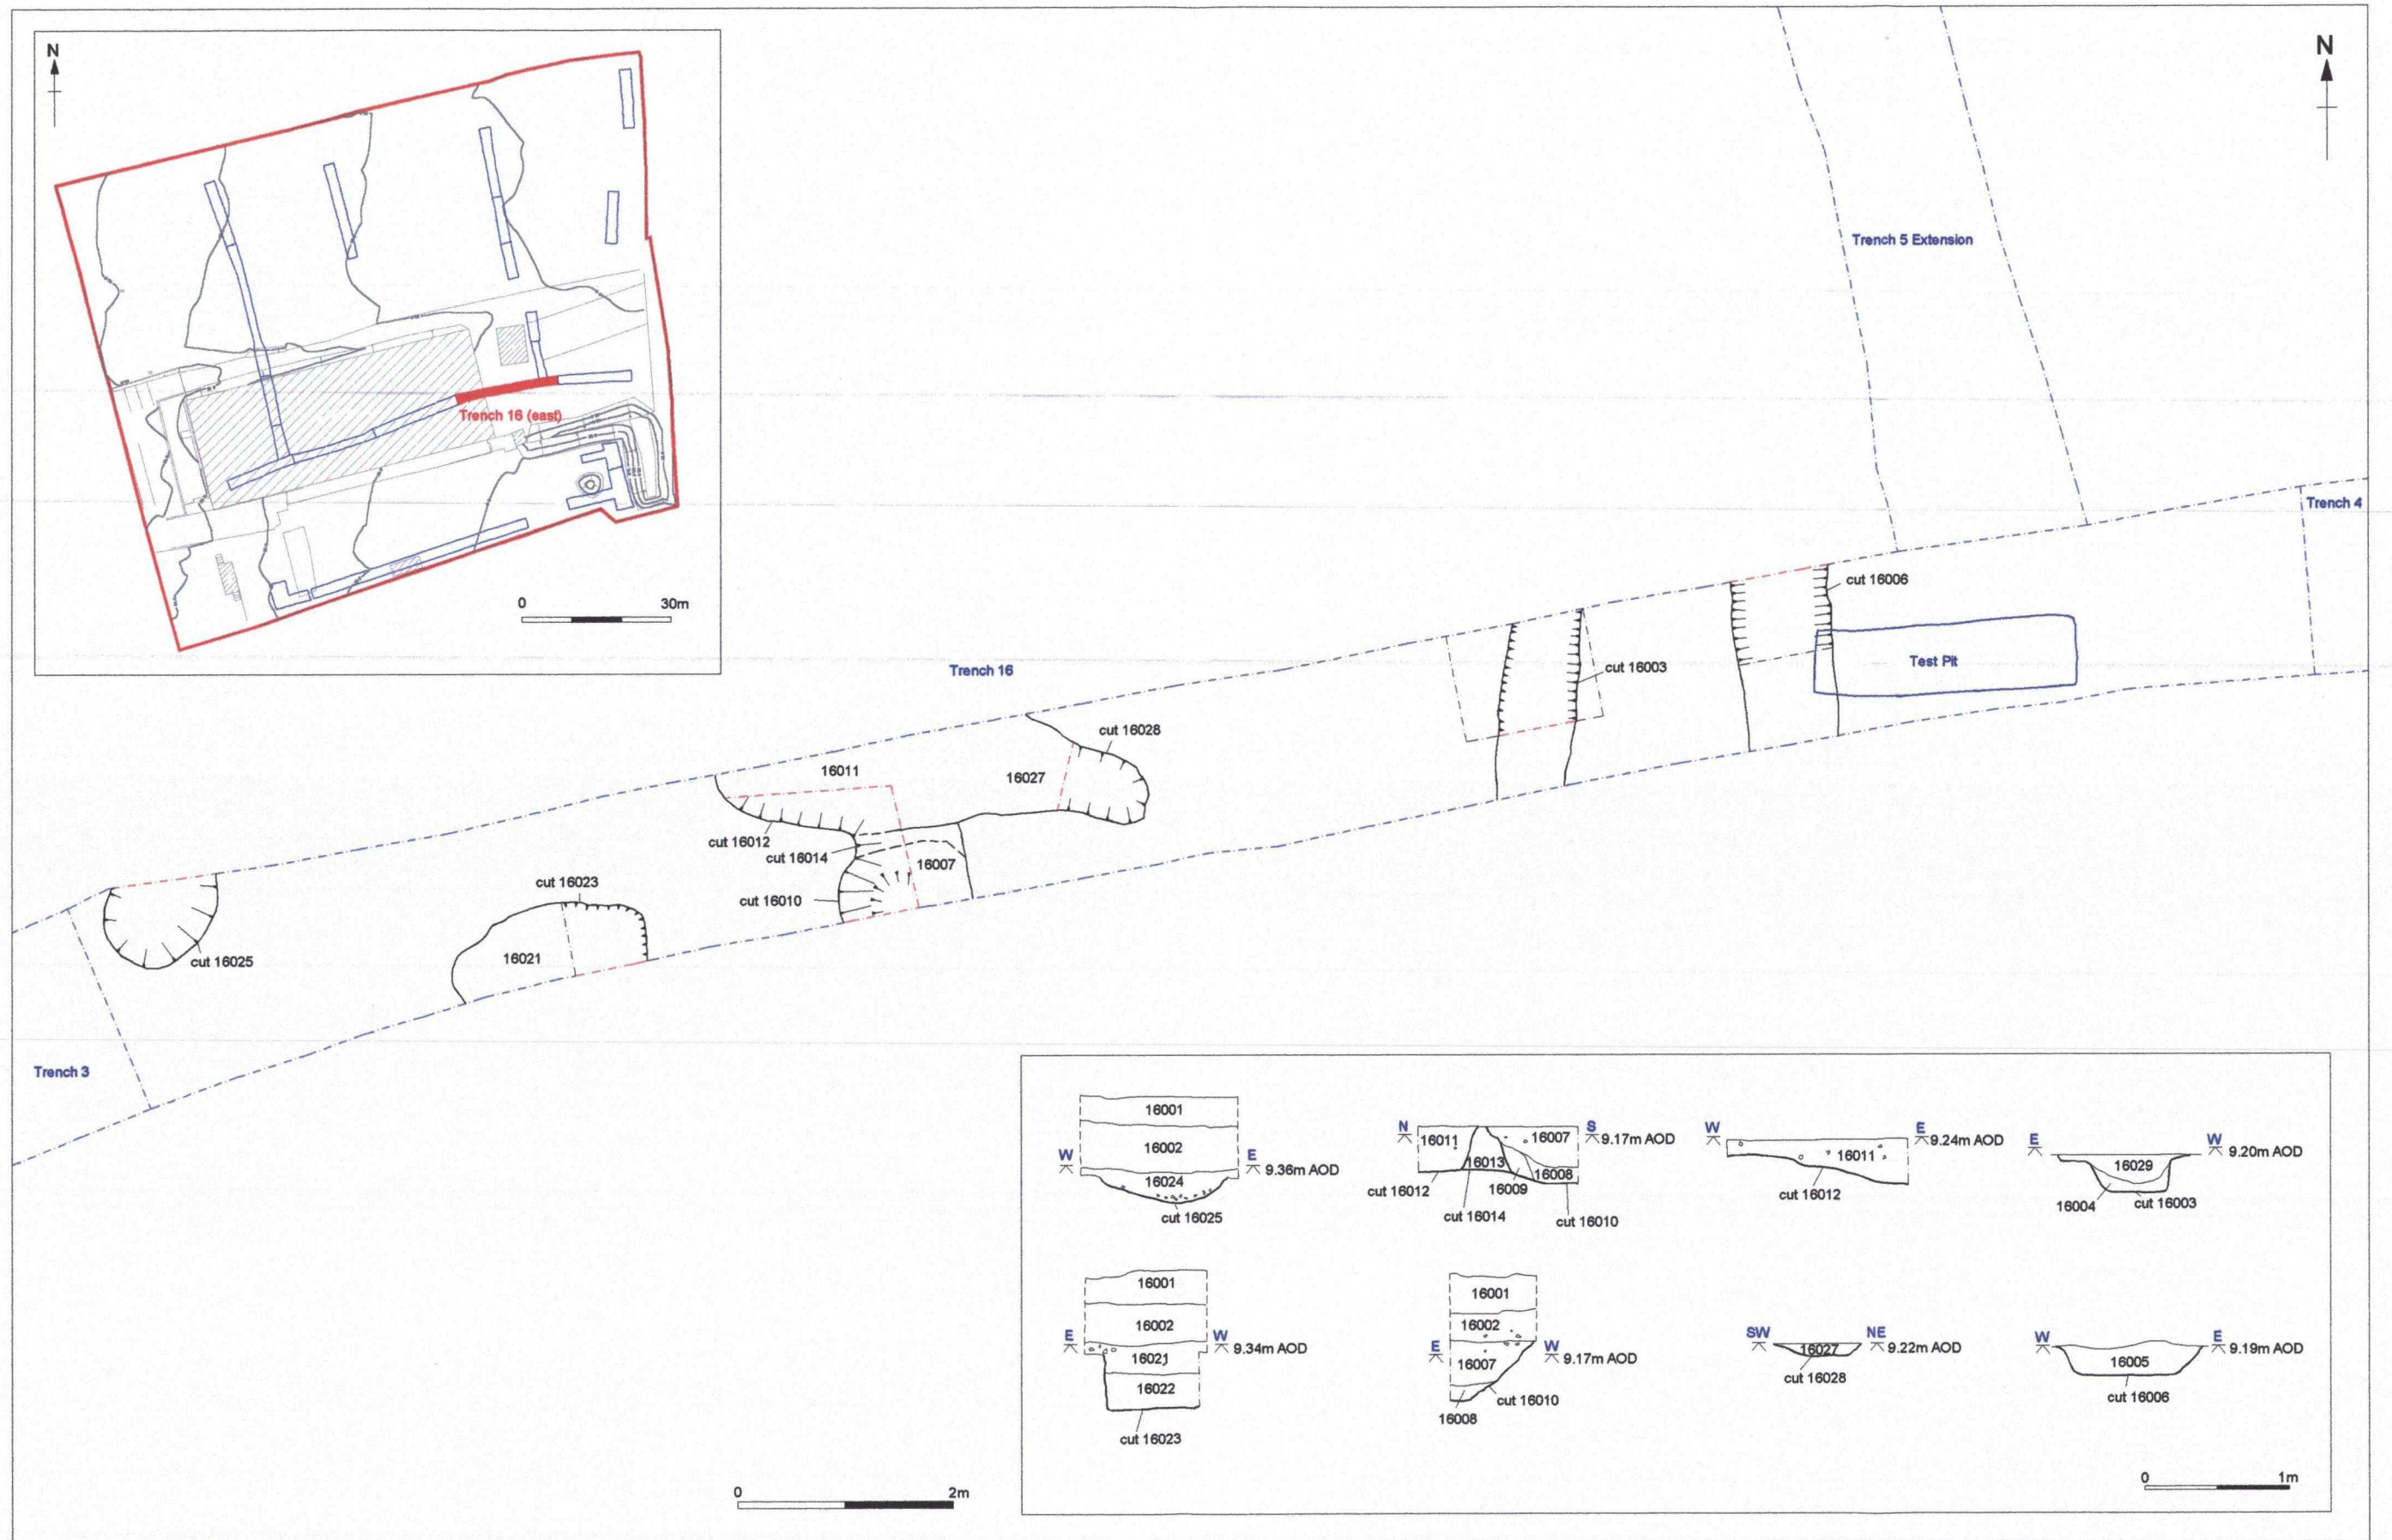 N
Trench 16 (east)
0 30m
N
Trench 5 Extension
Trench 4
cut 16006
Test Pit
cut 16003
Trench 16
cut 16028
16011
16027
cut 16012
cut 16014
16007
cut 16023
cut 16010
16021
cut 16025
Trench 3
0 2m
16001
16002
W E 9.36m AOD
16024
cut 16025
N S 9.17m AOD
16011 16007
16013
16008
cut 16012 16009
cut 16014
cut 16010
W E 9.24m AOD
16011
cut 16012
E W 9.20m AOD
16029
16004 cut 16003
16001
16002
E W 9.34m AOD
16021
16022
cut 16023
16001
16002
E W 9.17m AOD
16007
cut 16010
16008
SW NE 9.22m AOD
16027
cut 16028
W E 9.19m AOD
16005
cut 16006
0 1m